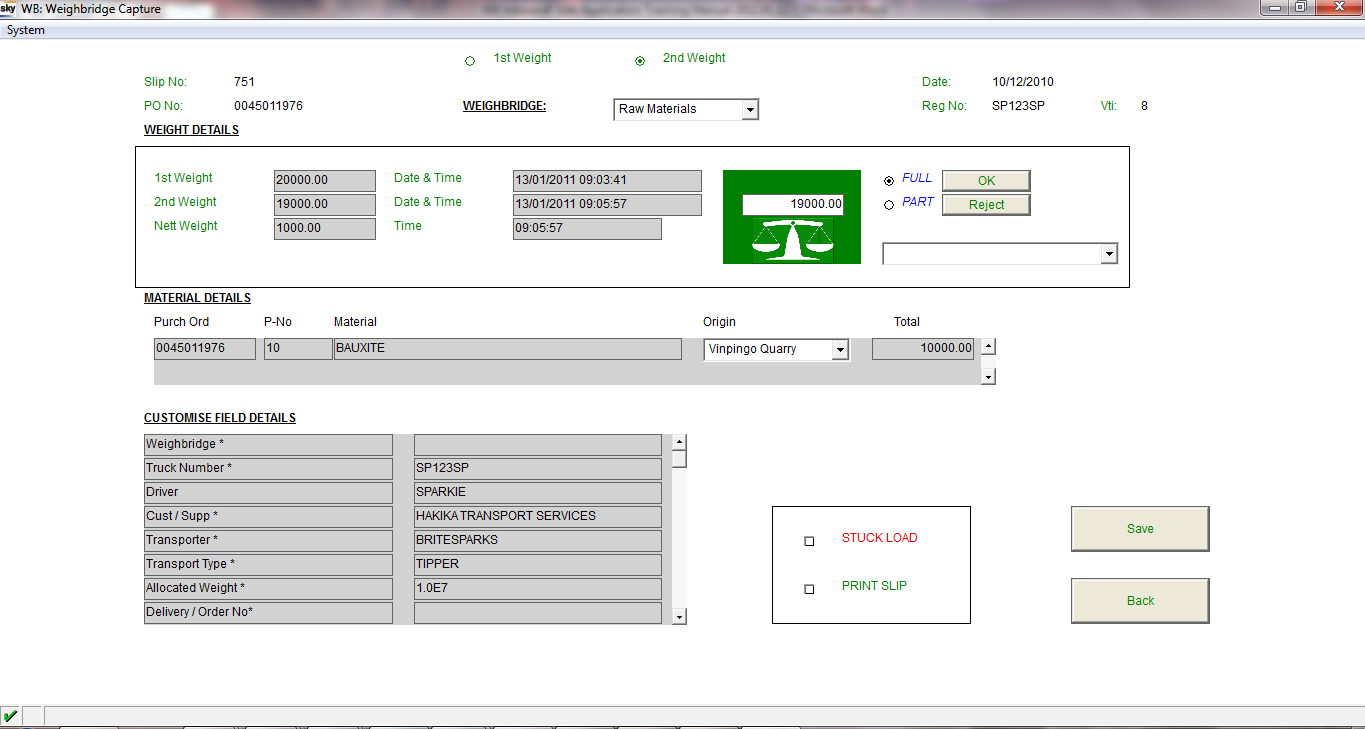 sky WB: Weighbridge Capture
System
1st Weight 2nd Weight
Slip No: 751 Date: 10/12/2010
PO No: 0045011976 WEIGHBRIDGE: Raw Materials Reg No: SP123SP Vti: 8
WEIGHT DETAILS
1st Weight 20000.00 Date & Time 13/01/2011 09:03:41 FULL OK
2nd Weight 19000.00 Date & Time 13/01/2011 09:05:57 19000.00 PART Reject
Nett Weight 1000.00 Time 09:05:57
MATERIAL DETAILS
Purch Ord P-No Material Origin Total
0045011976 10 BAUXITE Vinpingo Quarry 10000.00
CUSTOMISE FIELD DETAILS
Weighbridge *
Truck Number * SP123SP
Driver SPARKIE
Cust / Supp * HAKIKA TRANSPORT SERVICES
Transporter * BRITESPARKS
Transport Type * TIPPER
Allocated Weight * 1.0E7
Delivery / Order No*
STUCK LOAD
PRINT SLIP
Save
Back